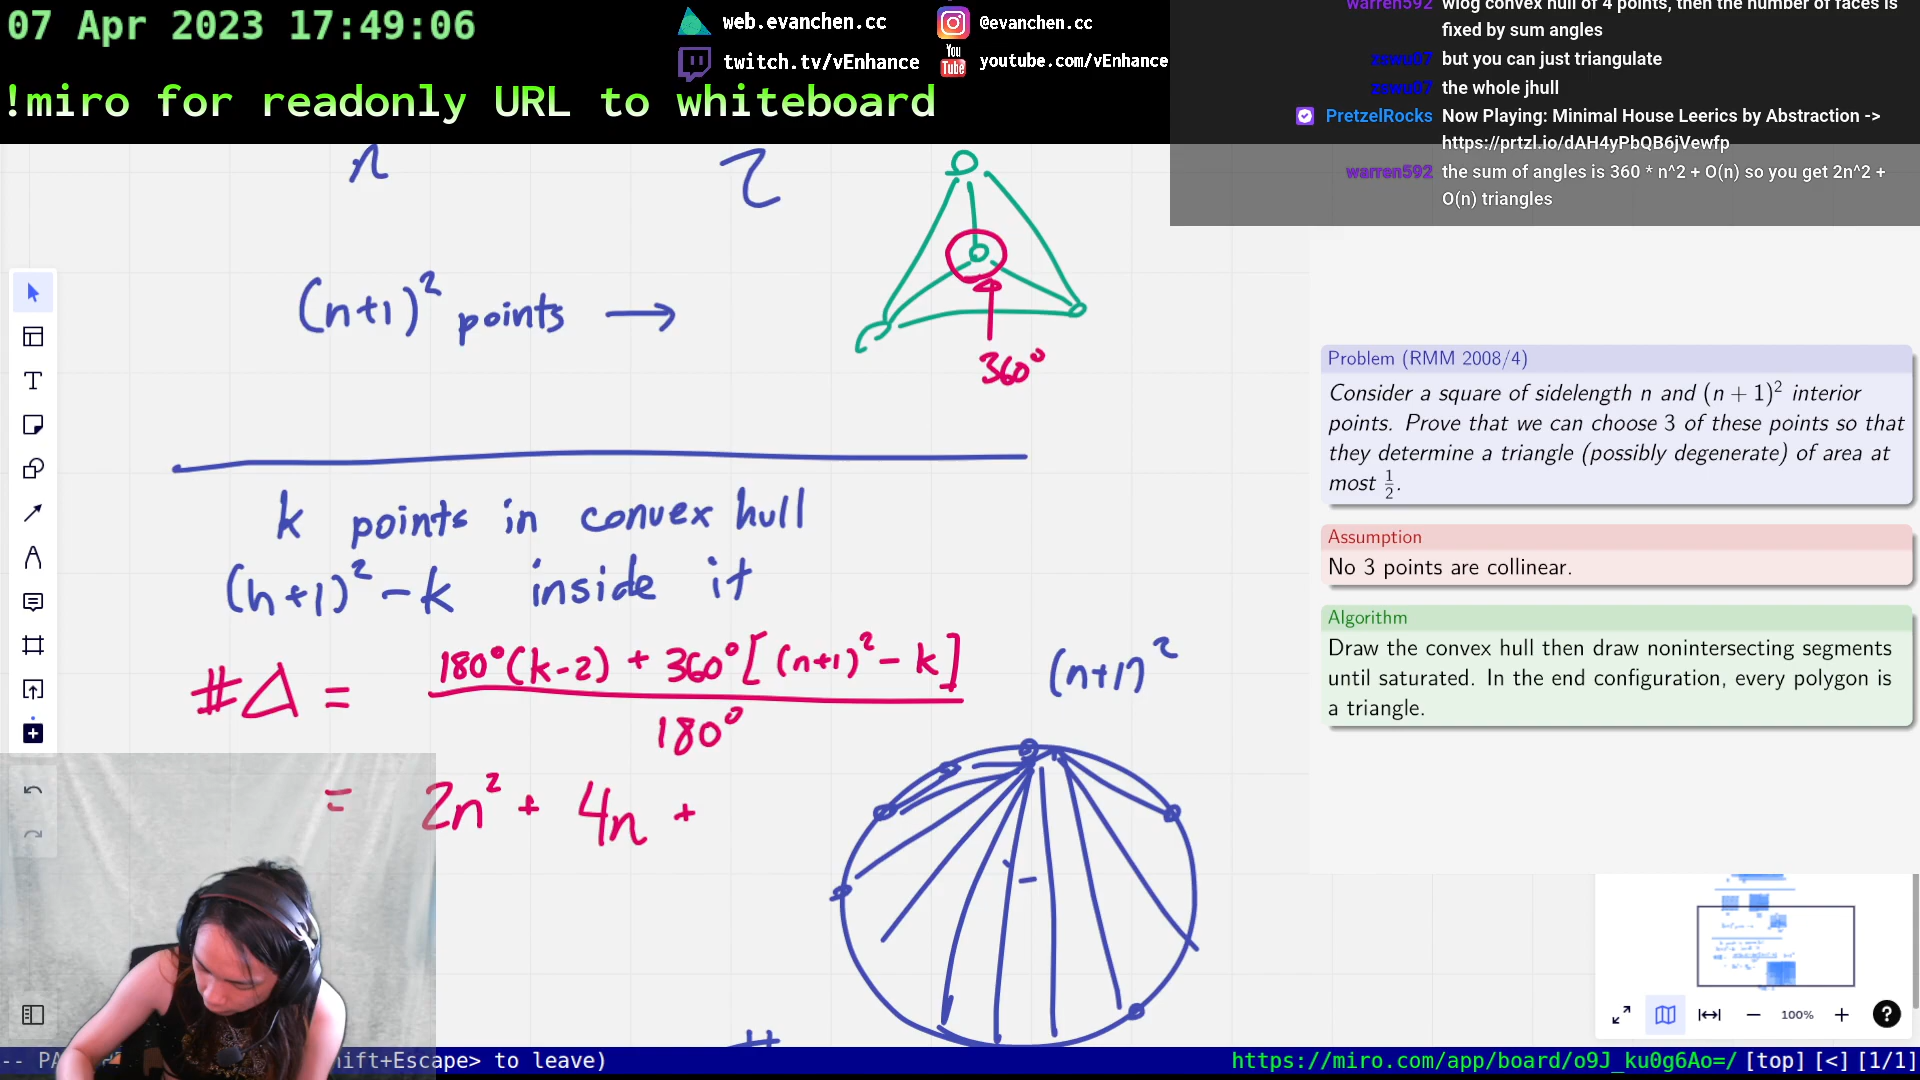 07 Apr 2023 17:49:06
web.evanchen.cc
@evanchen.cc
twitch.tv/vEnhance
You
Tube
youtube.com/vEnhance
!miro for readonly URL to whiteboard
warren592 wlog convex hull of 4 points, then the number of faces is
fixed by sum angles
zswu07 but you can just triangulate
zswu07 the whole jhull
PretzelRocks Now Playing: Minimal House Leerics by Abstraction ->
https://prtzl.io/dAH4yPbQB6jVewfp
warren592 the sum of angles is 360 * n^2 + O(n) so you get 2n^2 +
O(n) triangles
n
(n+1)² points →
360°
k points in convex hull
(n+1)² - k inside it
#Δ = 180°(k-2) + 360°[(n+1)² - k]
180°
(n+1)²
= 2n² + 4n +
Problem (RMM 2008/4)
Consider a square of sidelength n and (n + 1)² interior
points. Prove that we can choose 3 of these points so that
they determine a triangle (possibly degenerate) of area at
most 1/2.
Assumption
No 3 points are collinear.
Algorithm
Draw the convex hull then draw nonintersecting segments
until saturated. In the end configuration, every polygon is
a triangle.
100%
-- PA
hift+Escape> to leave)
https://miro.com/app/board/o9J_ku0g6Ao=/ [top] [<] [1/1]